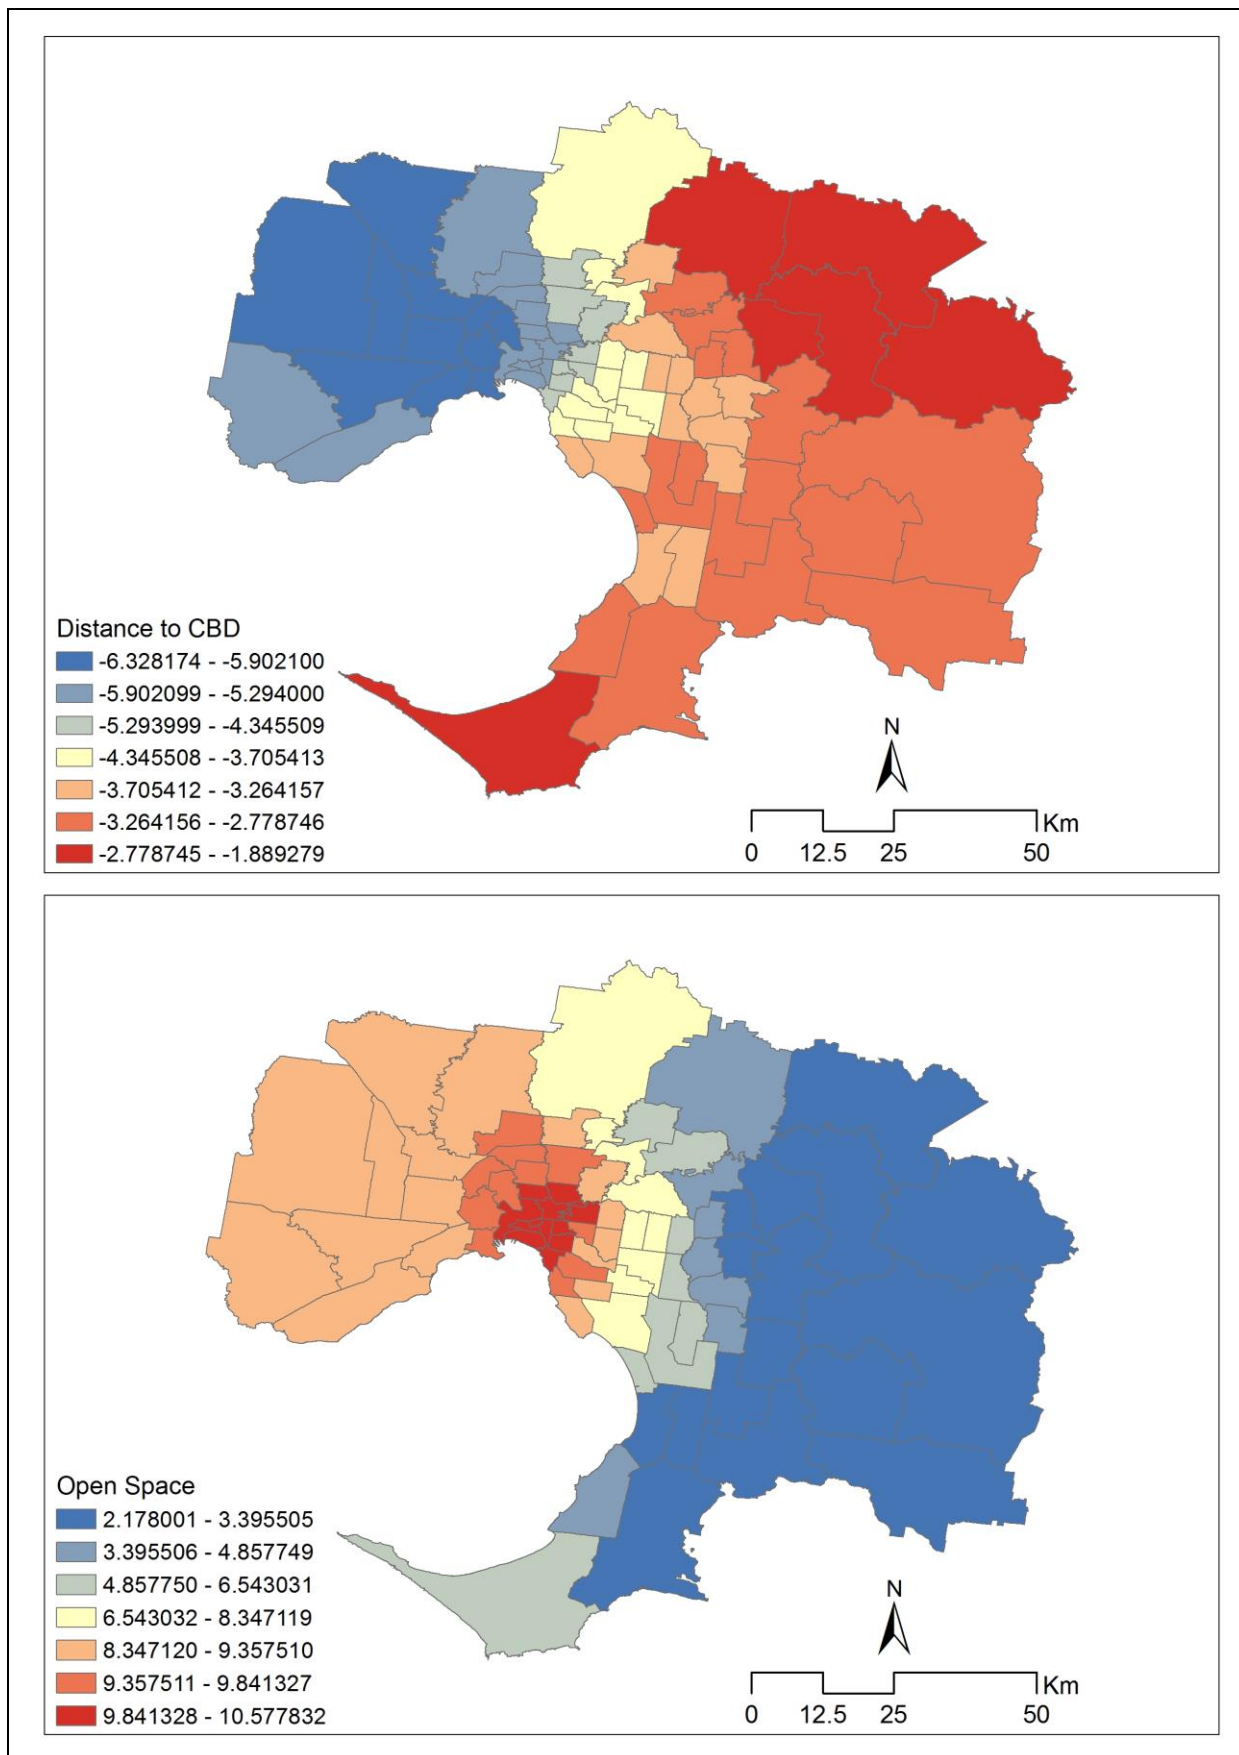 Distance to CBD
-6.328174 - -5.902100
-5.902099 - -5.294000
-5.293999 - -4.345509
-4.345508 - -3.705413
-3.705412 - -3.264157
-3.264156 - -2.778746
-2.778745 - -1.889279
N
Km
0 12.5 25 50
Open Space
2.178001 - 3.395505
3.395506 - 4.857749
4.857750 - 6.543031
6.543032 - 8.347119
8.347120 - 9.357510
9.357511 - 9.841327
9.841328 - 10.577832
N
Km
0 12.5 25 50